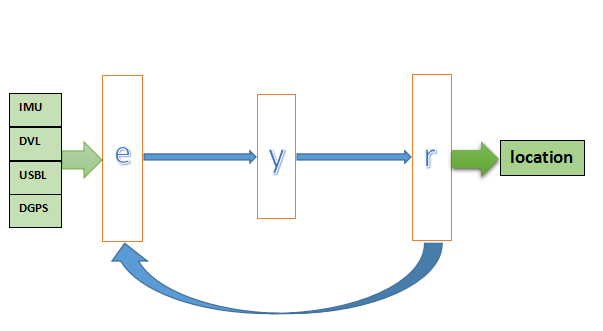 IMU
DVL
USBL
DGPS
e
y
r
location